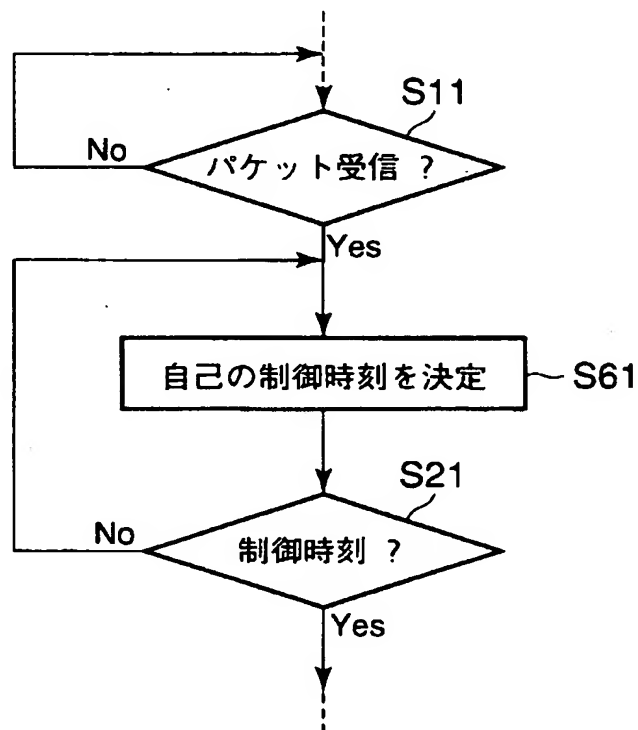 S11
パケット受信 ?
No
Yes
自己の制御時刻を決定
S61
S21
制御時刻 ?
No
Yes